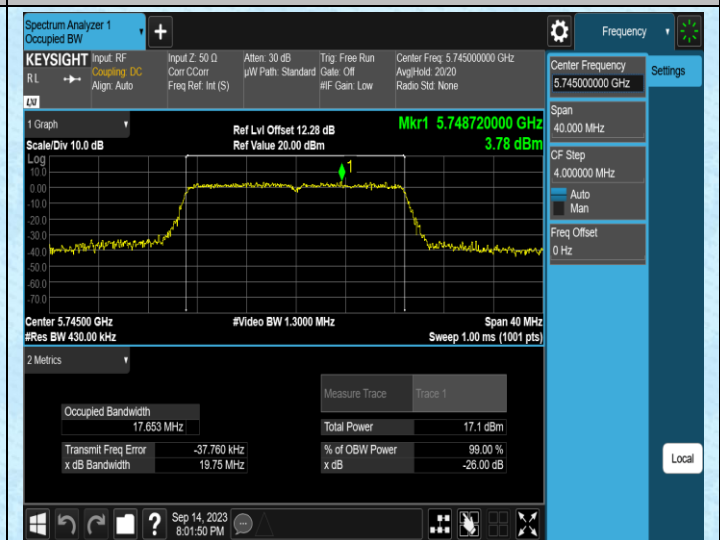 Spectrum Analyzer 1
Occupied BW
+
Frequency
KEYSIGHT
R L
LXI
Input: RF
Coupling: DC
Align: Auto
Input Z: 50 Ω
Corr CCorr
Freq Ref: Int (S)
Atten: 30 dB
µW Path: Standard
Trig: Free Run
Gate: Off
#IF Gain: Low
Center Freq: 5.745000000 GHz
Avg|Hold: 20/20
Radio Std: None
Center Frequency
5.745000000 GHz
Settings
Span
40.000 MHz
CF Step
4.000000 MHz
Auto
Man
Freq Offset
0 Hz
Local
1 Graph
Scale/Div 10.0 dB
Ref Lvl Offset 12.28 dB
Ref Value 20.00 dBm
Mkr1 5.748720000 GHz
3.78 dBm
Log
10.0
0.00
-10.0
-20.0
-30.0
-40.0
-50.0
-60.0
-70.0
1
Center 5.74500 GHz
#Res BW 430.00 kHz
#Video BW 1.3000 MHz
Span 40 MHz
Sweep 1.00 ms (1001 pts)
2 Metrics
Measure Trace Trace 1
Occupied Bandwidth
17.653 MHz
Total Power 17.1 dBm
Transmit Freq Error -37.760 kHz
% of OBW Power 99.00 %
x dB Bandwidth 19.75 MHz
x dB -26.00 dB
?
Sep 14, 2023
8:01:50 PM